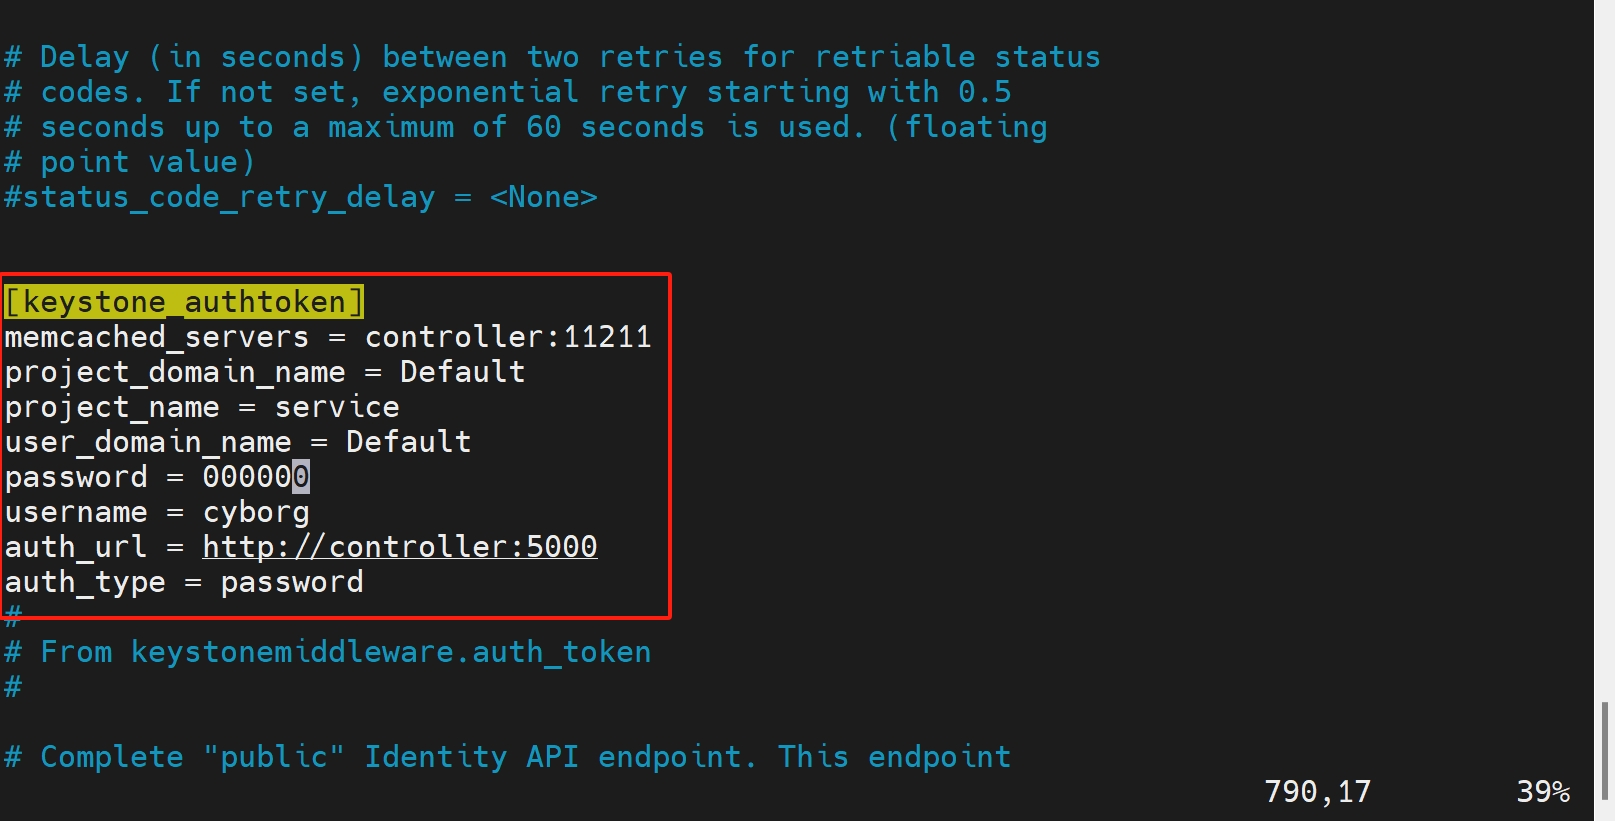 # Delay (in seconds) between two retries for retriable status
# codes. If not set, exponential retry starting with 0.5
# seconds up to a maximum of 60 seconds is used. (floating
# point value)
#status_code_retry_delay = <None>
[keystone_authtoken]
memcached_servers = controller:11211
project_domain_name = Default
project_name = service
user_domain_name = Default
password = 000000
username = cyborg
auth_url = http://controller:5000
auth_type = password
#
# From keystonemiddleware.auth_token
#
# Complete "public" Identity API endpoint. This endpoint
790,17 39%